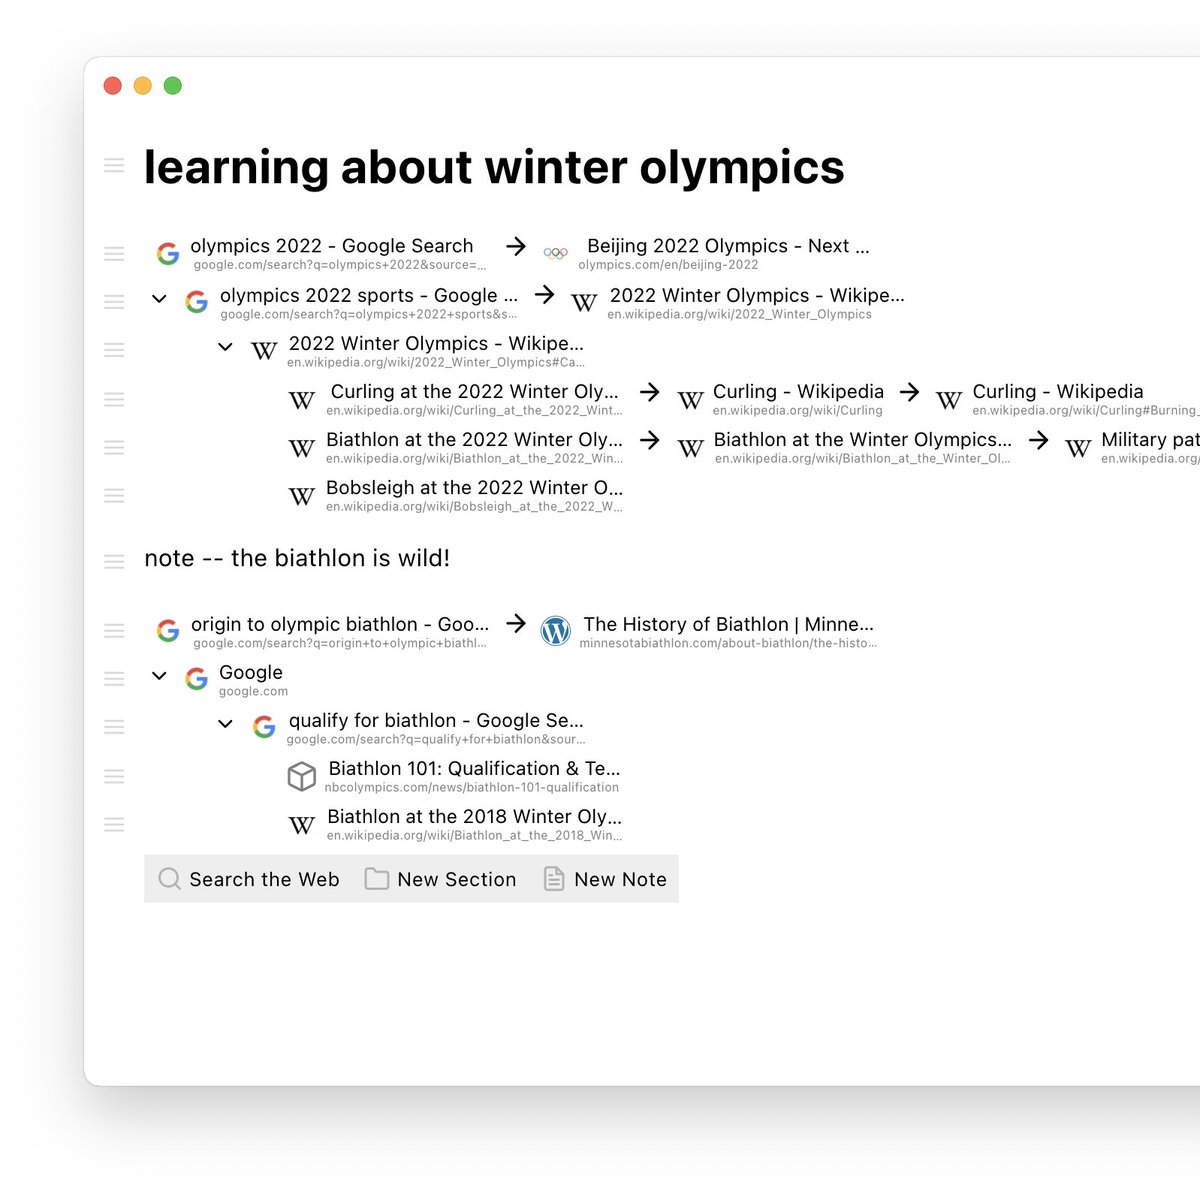 learning about winter olympics
olympics 2022 - Google Search → Beijing 2022 Olympics - Next ...
google.com/search?q=olympics+2022&source=... olympics.com/en/beijing-2022
olympics 2022 sports - Google ... → 2022 Winter Olympics - Wikipe...
google.com/search?q=olympics+2022+sports&s... en.wikipedia.org/wiki/2022_Winter_Olympics
2022 Winter Olympics - Wikipe...
en.wikipedia.org/wiki/2022_Winter_Olympics#Ca...
Curling at the 2022 Winter Oly... → Curling - Wikipedia → Curling - Wikipedia
en.wikipedia.org/wiki/Curling_at_the_2022_Wint... en.wikipedia.org/wiki/Curling en.wikipedia.org/wiki/Curling#Burning_
Biathlon at the 2022 Winter Oly... → Biathlon at the Winter Olympics... → Military pat
en.wikipedia.org/wiki/Biathlon_at_the_2022_Win... en.wikipedia.org/wiki/Biathlon_at_the_Winter_Ol... en.wikipedia.org/
Bobsleigh at the 2022 Winter O...
en.wikipedia.org/wiki/Bobsleigh_at_the_2022_W...
note -- the biathlon is wild!
origin to olympic biathlon - Goo... → The History of Biathlon | Minne...
google.com/search?q=origin+to+olympic+biathl... minnesotabiathlon.com/about-biathlon/the-histo...
Google
google.com
qualify for biathlon - Google Se...
google.com/search?q=qualify+for+biathlon&sour...
Biathlon 101: Qualification & Te...
nbcolympics.com/news/biathlon-101-qualification
Biathlon at the 2018 Winter Oly...
en.wikipedia.org/wiki/Biathlon_at_the_2018_Win...
Search the Web New Section New Note